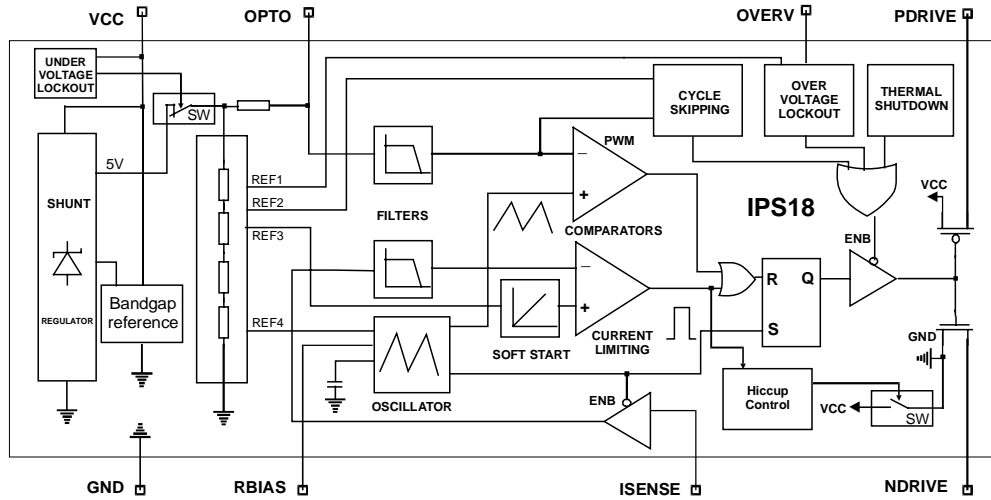 VCC
OPTO
OVERV
PDRIVE
UNDER
VOLTAGE
LOCKOUT
SW
CYCLE
SKIPPING
OVER
VOLTAGE
LOCKOUT
THERMAL
SHUTDOWN
PWM
5V
REF1
REF2
REF3
REF4
SHUNT
REGULATOR
Bandgap
reference
FILTERS
COMPARATORS
IPS18
VCC
ENB
R
Q
S
SOFT START
CURRENT
LIMITING
GND
OSCILLATOR
ENB
Hiccup
Control
VCC
SW
GND
RBIAS
ISENSE
NDRIVE